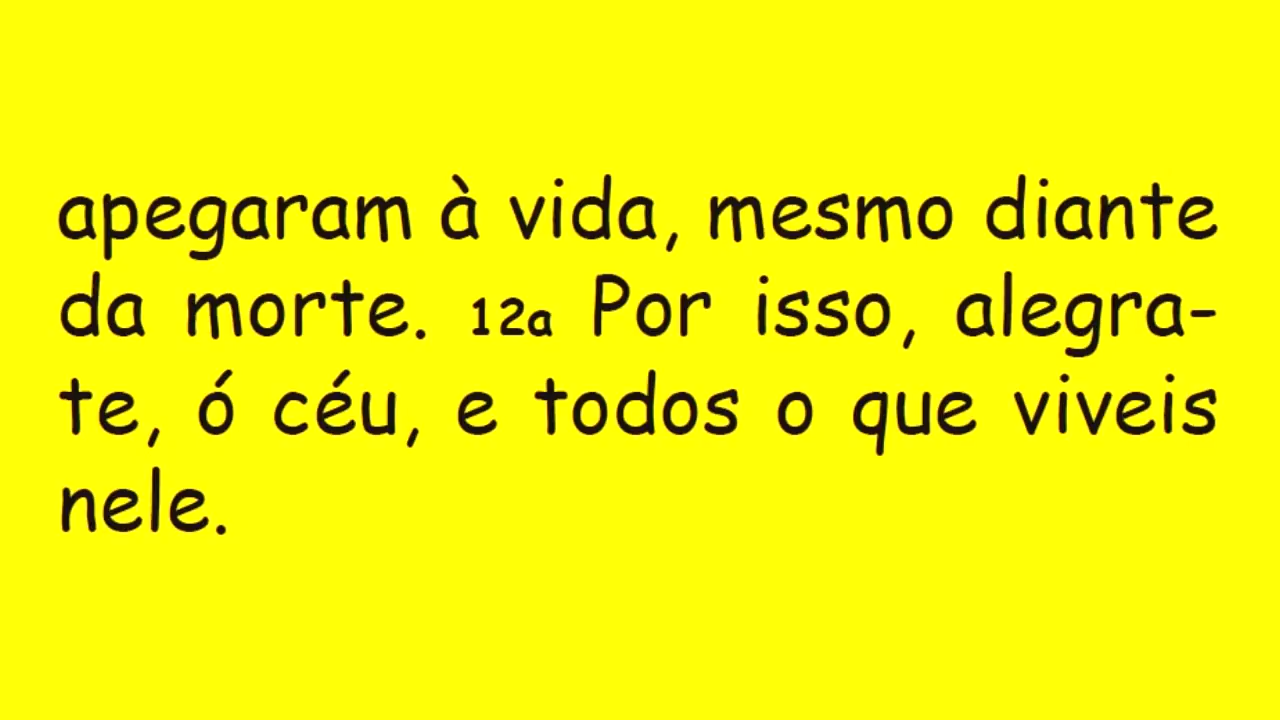 apegaram à vida, mesmo diante
da morte. 12a Por isso, alegra-
te, ó céu, e todos o que viveis
nele.